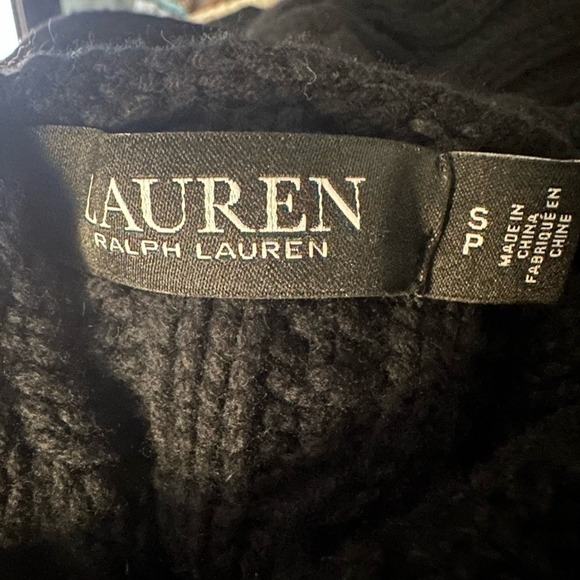 LAUREN
RALPH LAUREN
S
P
MADE IN
CHINA
FABRIQUÉ EN
CHINE